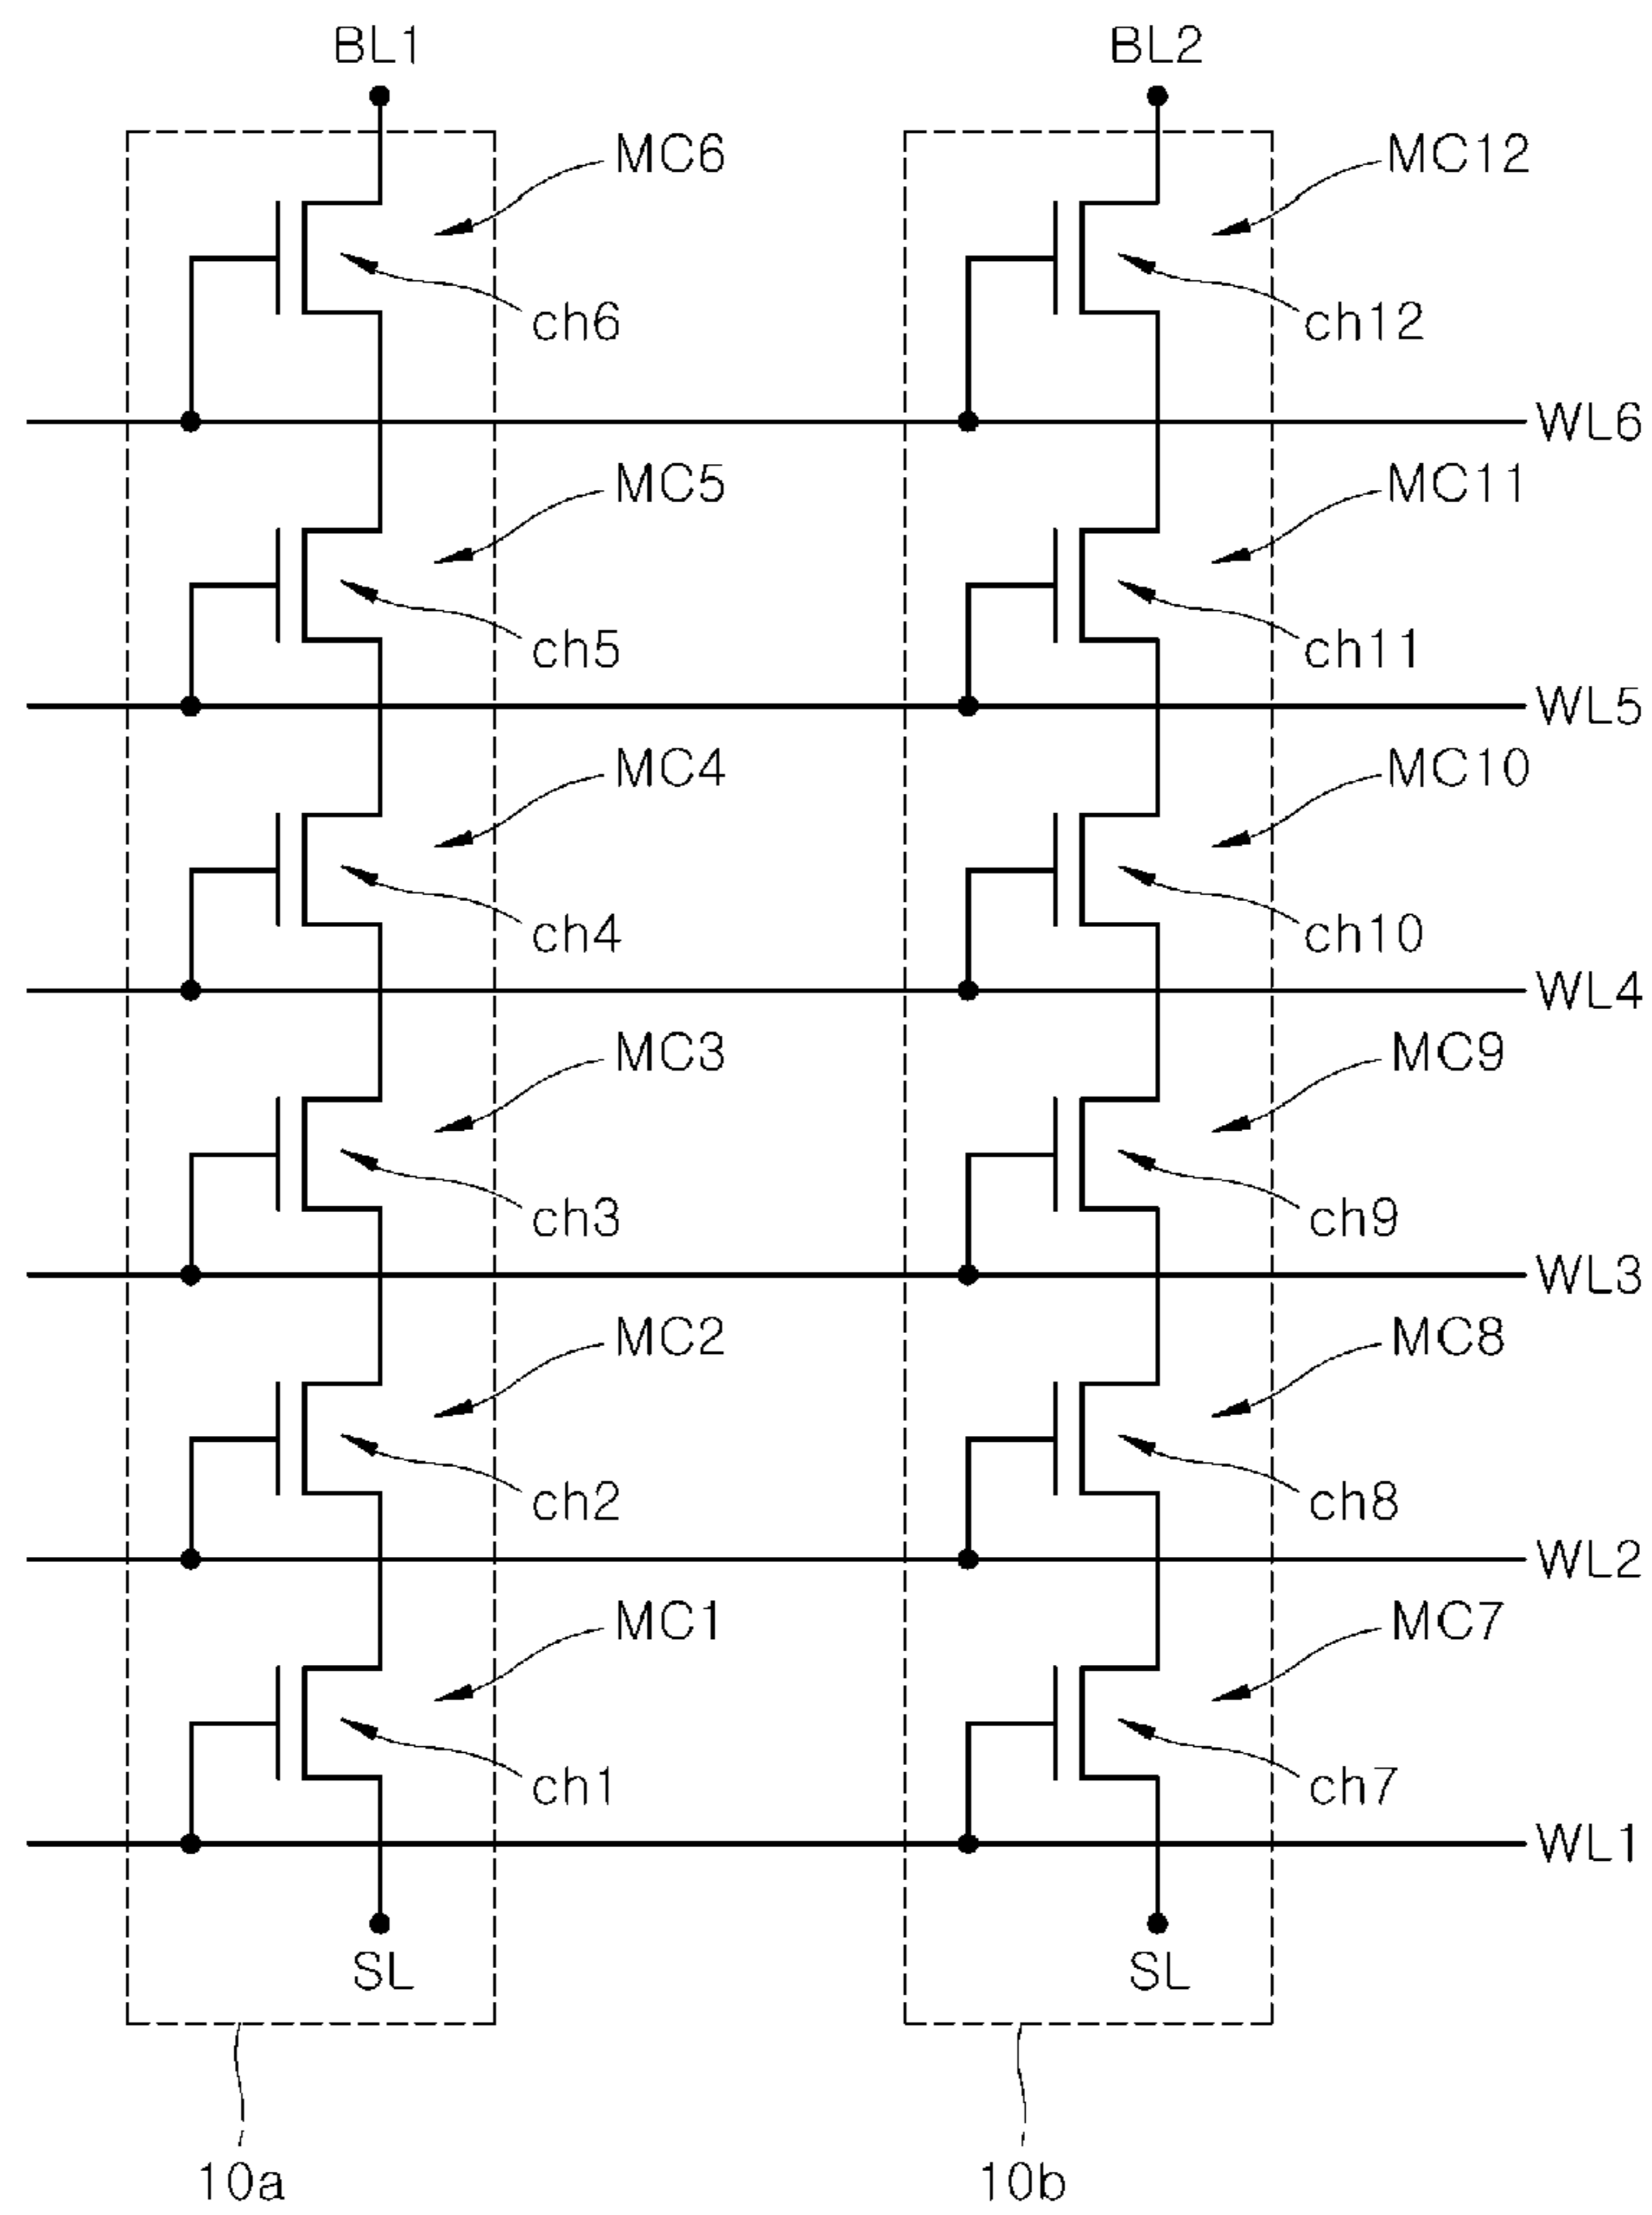 BL1 BL2
MC6 MC12
ch6 ch12
WL6
MC5 MC11
ch5 ch11
WL5
MC4 MC10
ch4 ch10
WL4
MC3 MC9
ch3 ch9
WL3
MC2 MC8
ch2 ch8
WL2
MC1 MC7
ch1 ch7
WL1
SL SL
10a 10b